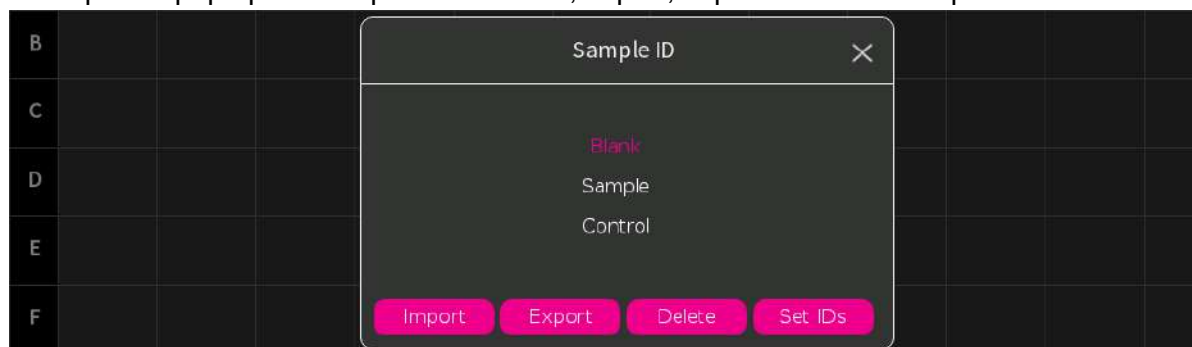 B
Sample ID
C
Blank
D
Sample
Control
E
F
Import Export Delete Set IDs